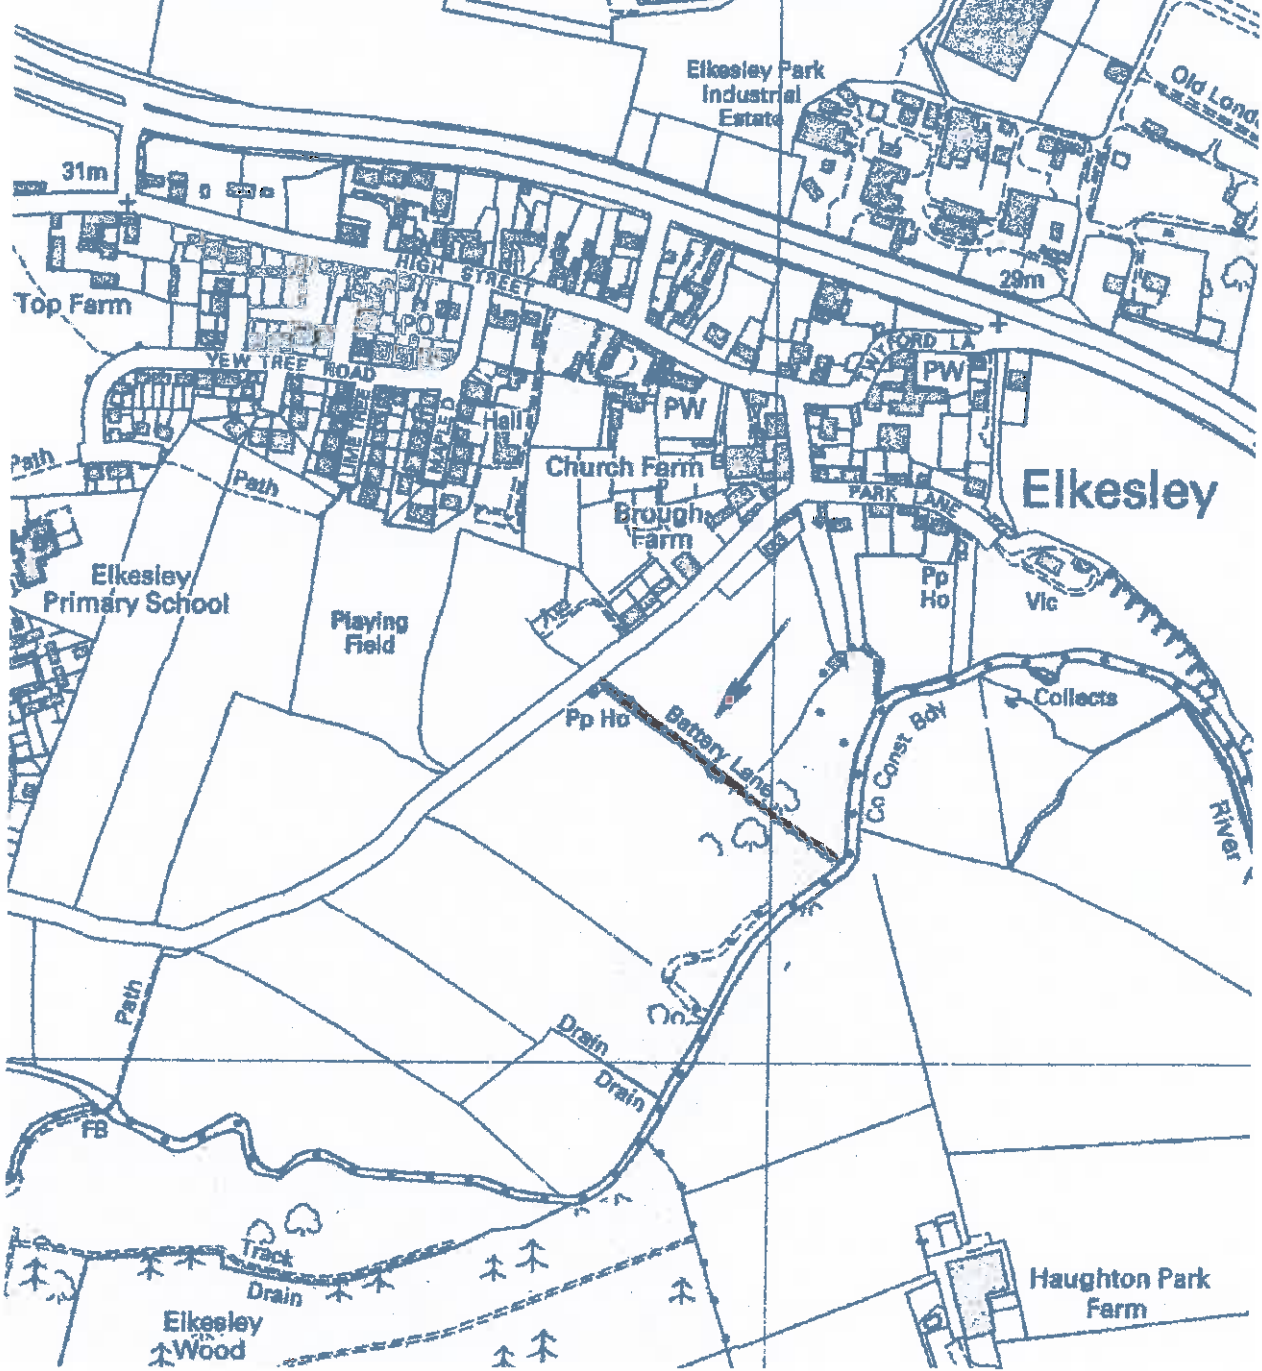 Elkesley Park
Industrial
Estate
Old Lond
31m
HIGH STREET
29m
Top Farm
PO
TWYFORD LA
YEW TREE ROAD
PW
PW
LIME TREE
MAPLE D
Hall
Path
Path
Church Farm
PARK LANE
Elkesley
Brough
Farm
Elkesley
Primary School
Pp
Ho
Vic
Playing
Field
Collects
Pp Ho
Battery Lane
Co Const Bdy
River
Path
Drain
Drain
FB
Track
Drain
Haughton Park
Farm
Elkesley
Wood